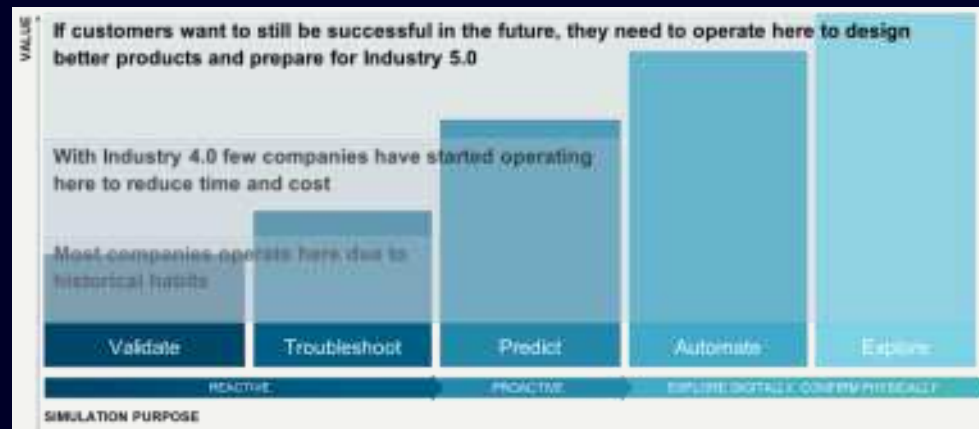 VALUE
If customers want to still be successful in the future, they need to operate here to design
better products and prepare for Industry 5.0
With Industry 4.0 few companies have started operating
here to reduce time and cost
Most companies operate here due to
historical habits
Validate
Troubleshoot
Predict
Automate
Explore
REACTIVE
PROACTIVE
EXPLORE DIGITALLY, CONFIRM PHYSICALLY
SIMULATION PURPOSE